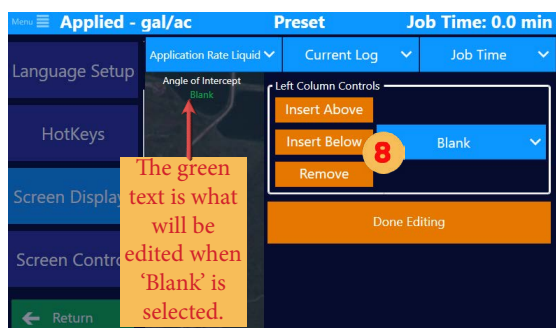 Menu Applied - gal/ac Preset Job Time: 0.0 min
Application Rate Liquid Current Log Job Time
Language Setup
HotKeys
Screen Display
Screen Contro
Return
Angle of Intercept
Blank
The green
text is what
will be
edited when
‘Blank’ is
selected.
Left Column Controls
Insert Above
Insert Below 8 Blank
Remove
Done Editing